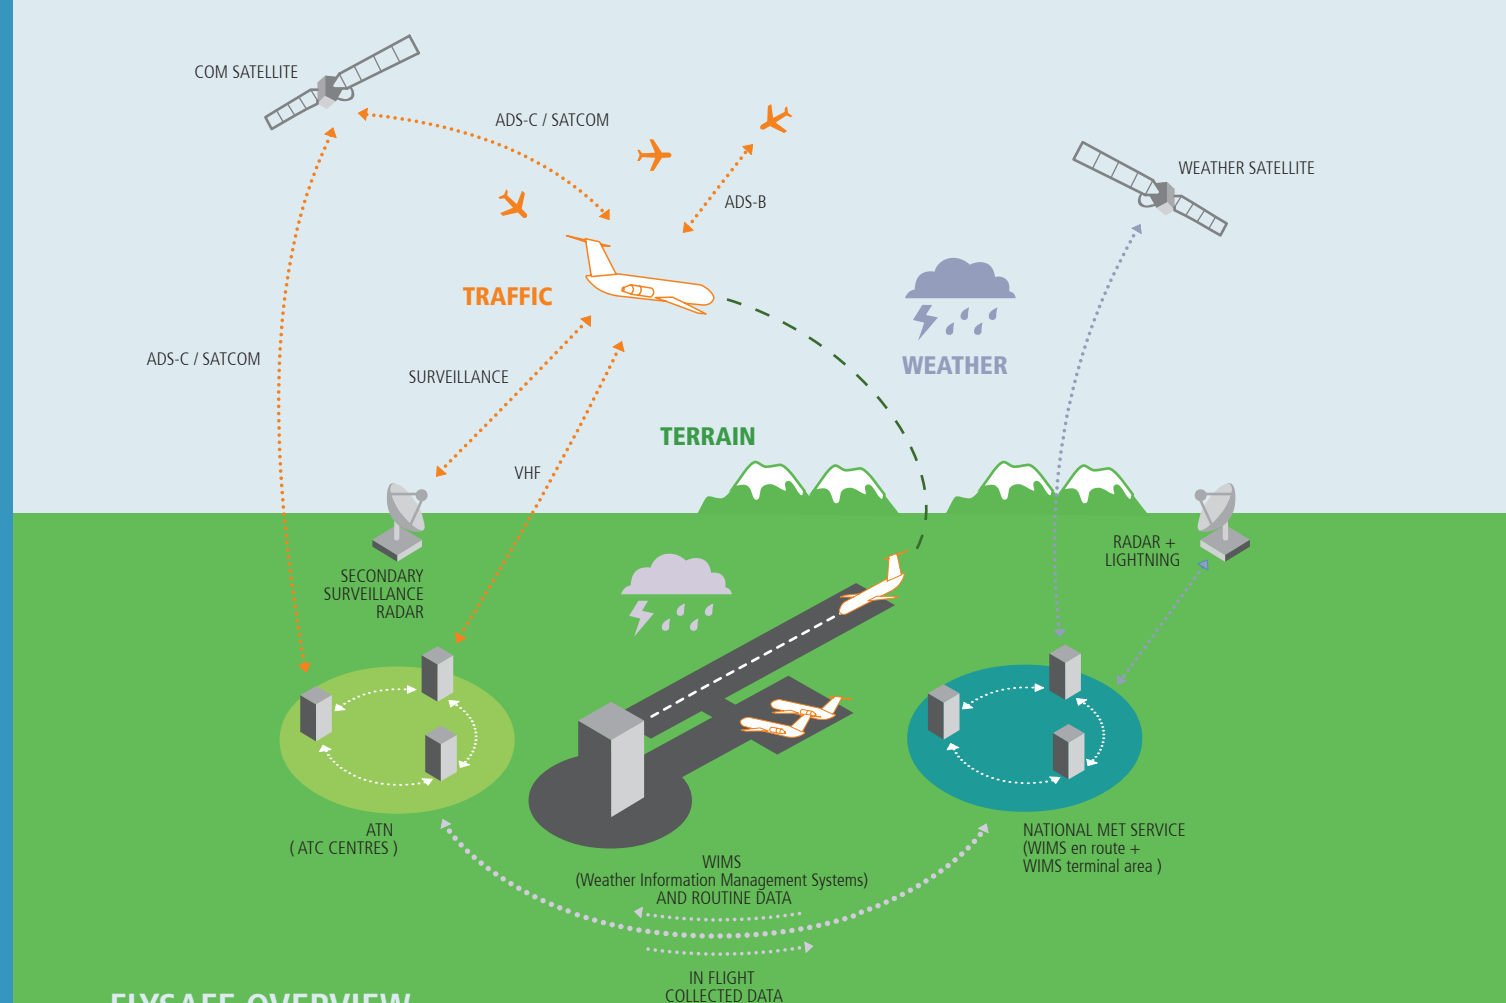 COM SATELLITE
ADS-C / SATCOM
WEATHER SATELLITE
ADS-B
TRAFFIC
ADS-C / SATCOM
SURVEILLANCE
WEATHER
TERRAIN
VHF
RADAR +
LIGHTNING
SECONDARY
SURVEILLANCE
RADAR
ATN
( ATC CENTRES )
NATIONAL MET SERVICE
(WIMS en route +
WIMS terminal area )
WIMS
(Weather Information Management Systems)
AND ROUTINE DATA
IN FLIGHT
COLLECTED DATA
FLYSAFE OVERVIEW